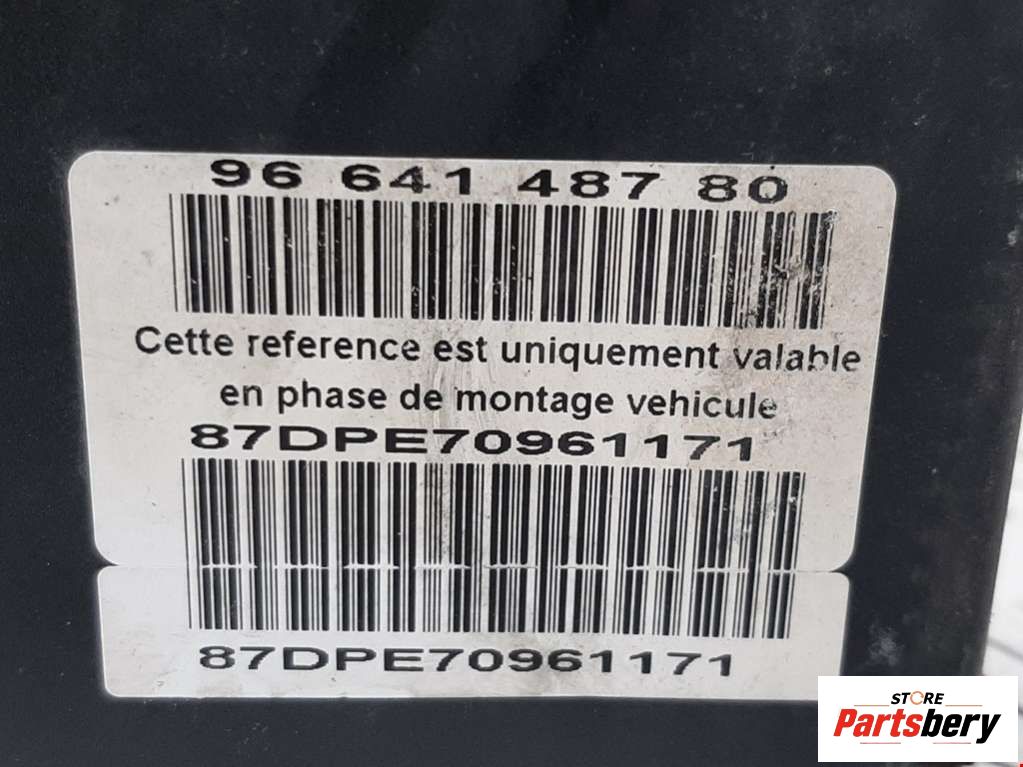 96 641 487 80
Cette reference est uniquement valable
en phase de montage vehicule
87DPE70961171
87DPE70961171
STORE
Partsbery